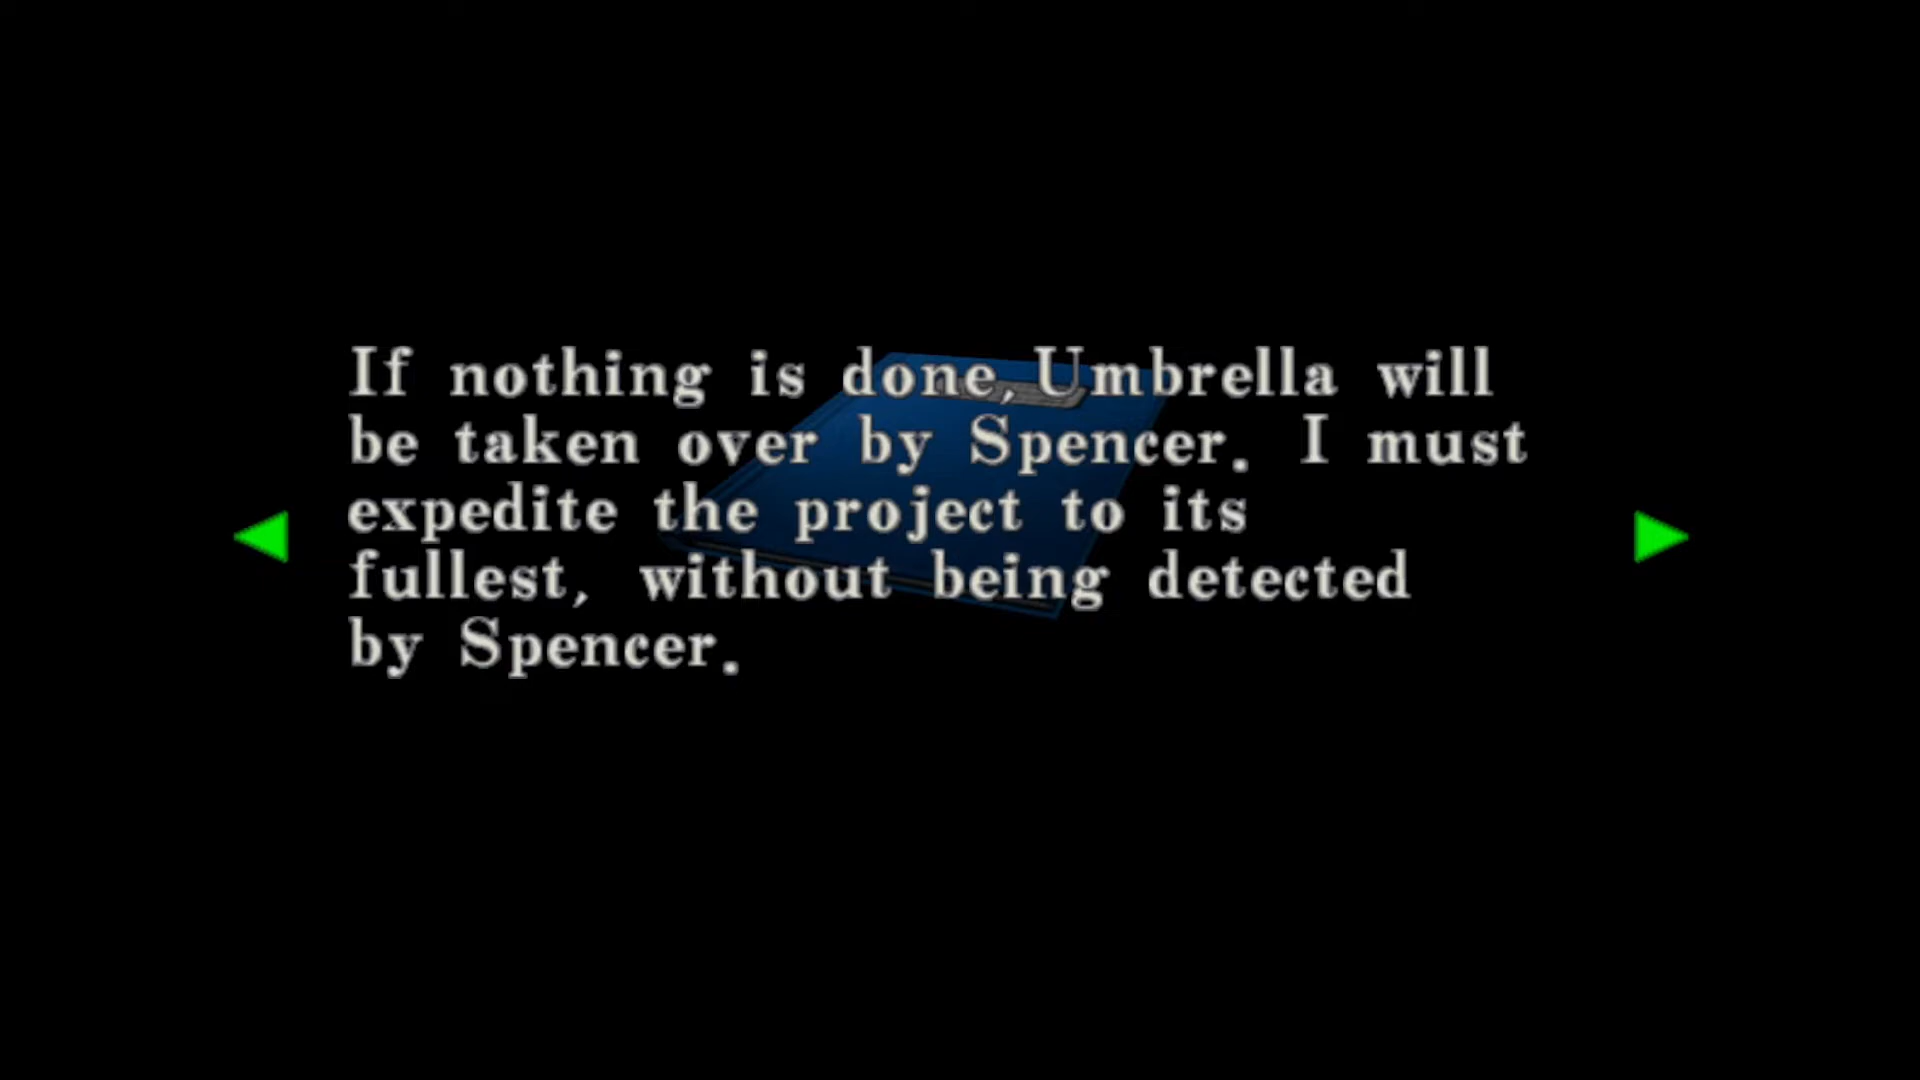 If nothing is done, Umbrella will
be taken over by Spencer. I must
expedite the project to its
fullest, without being detected
by Spencer.